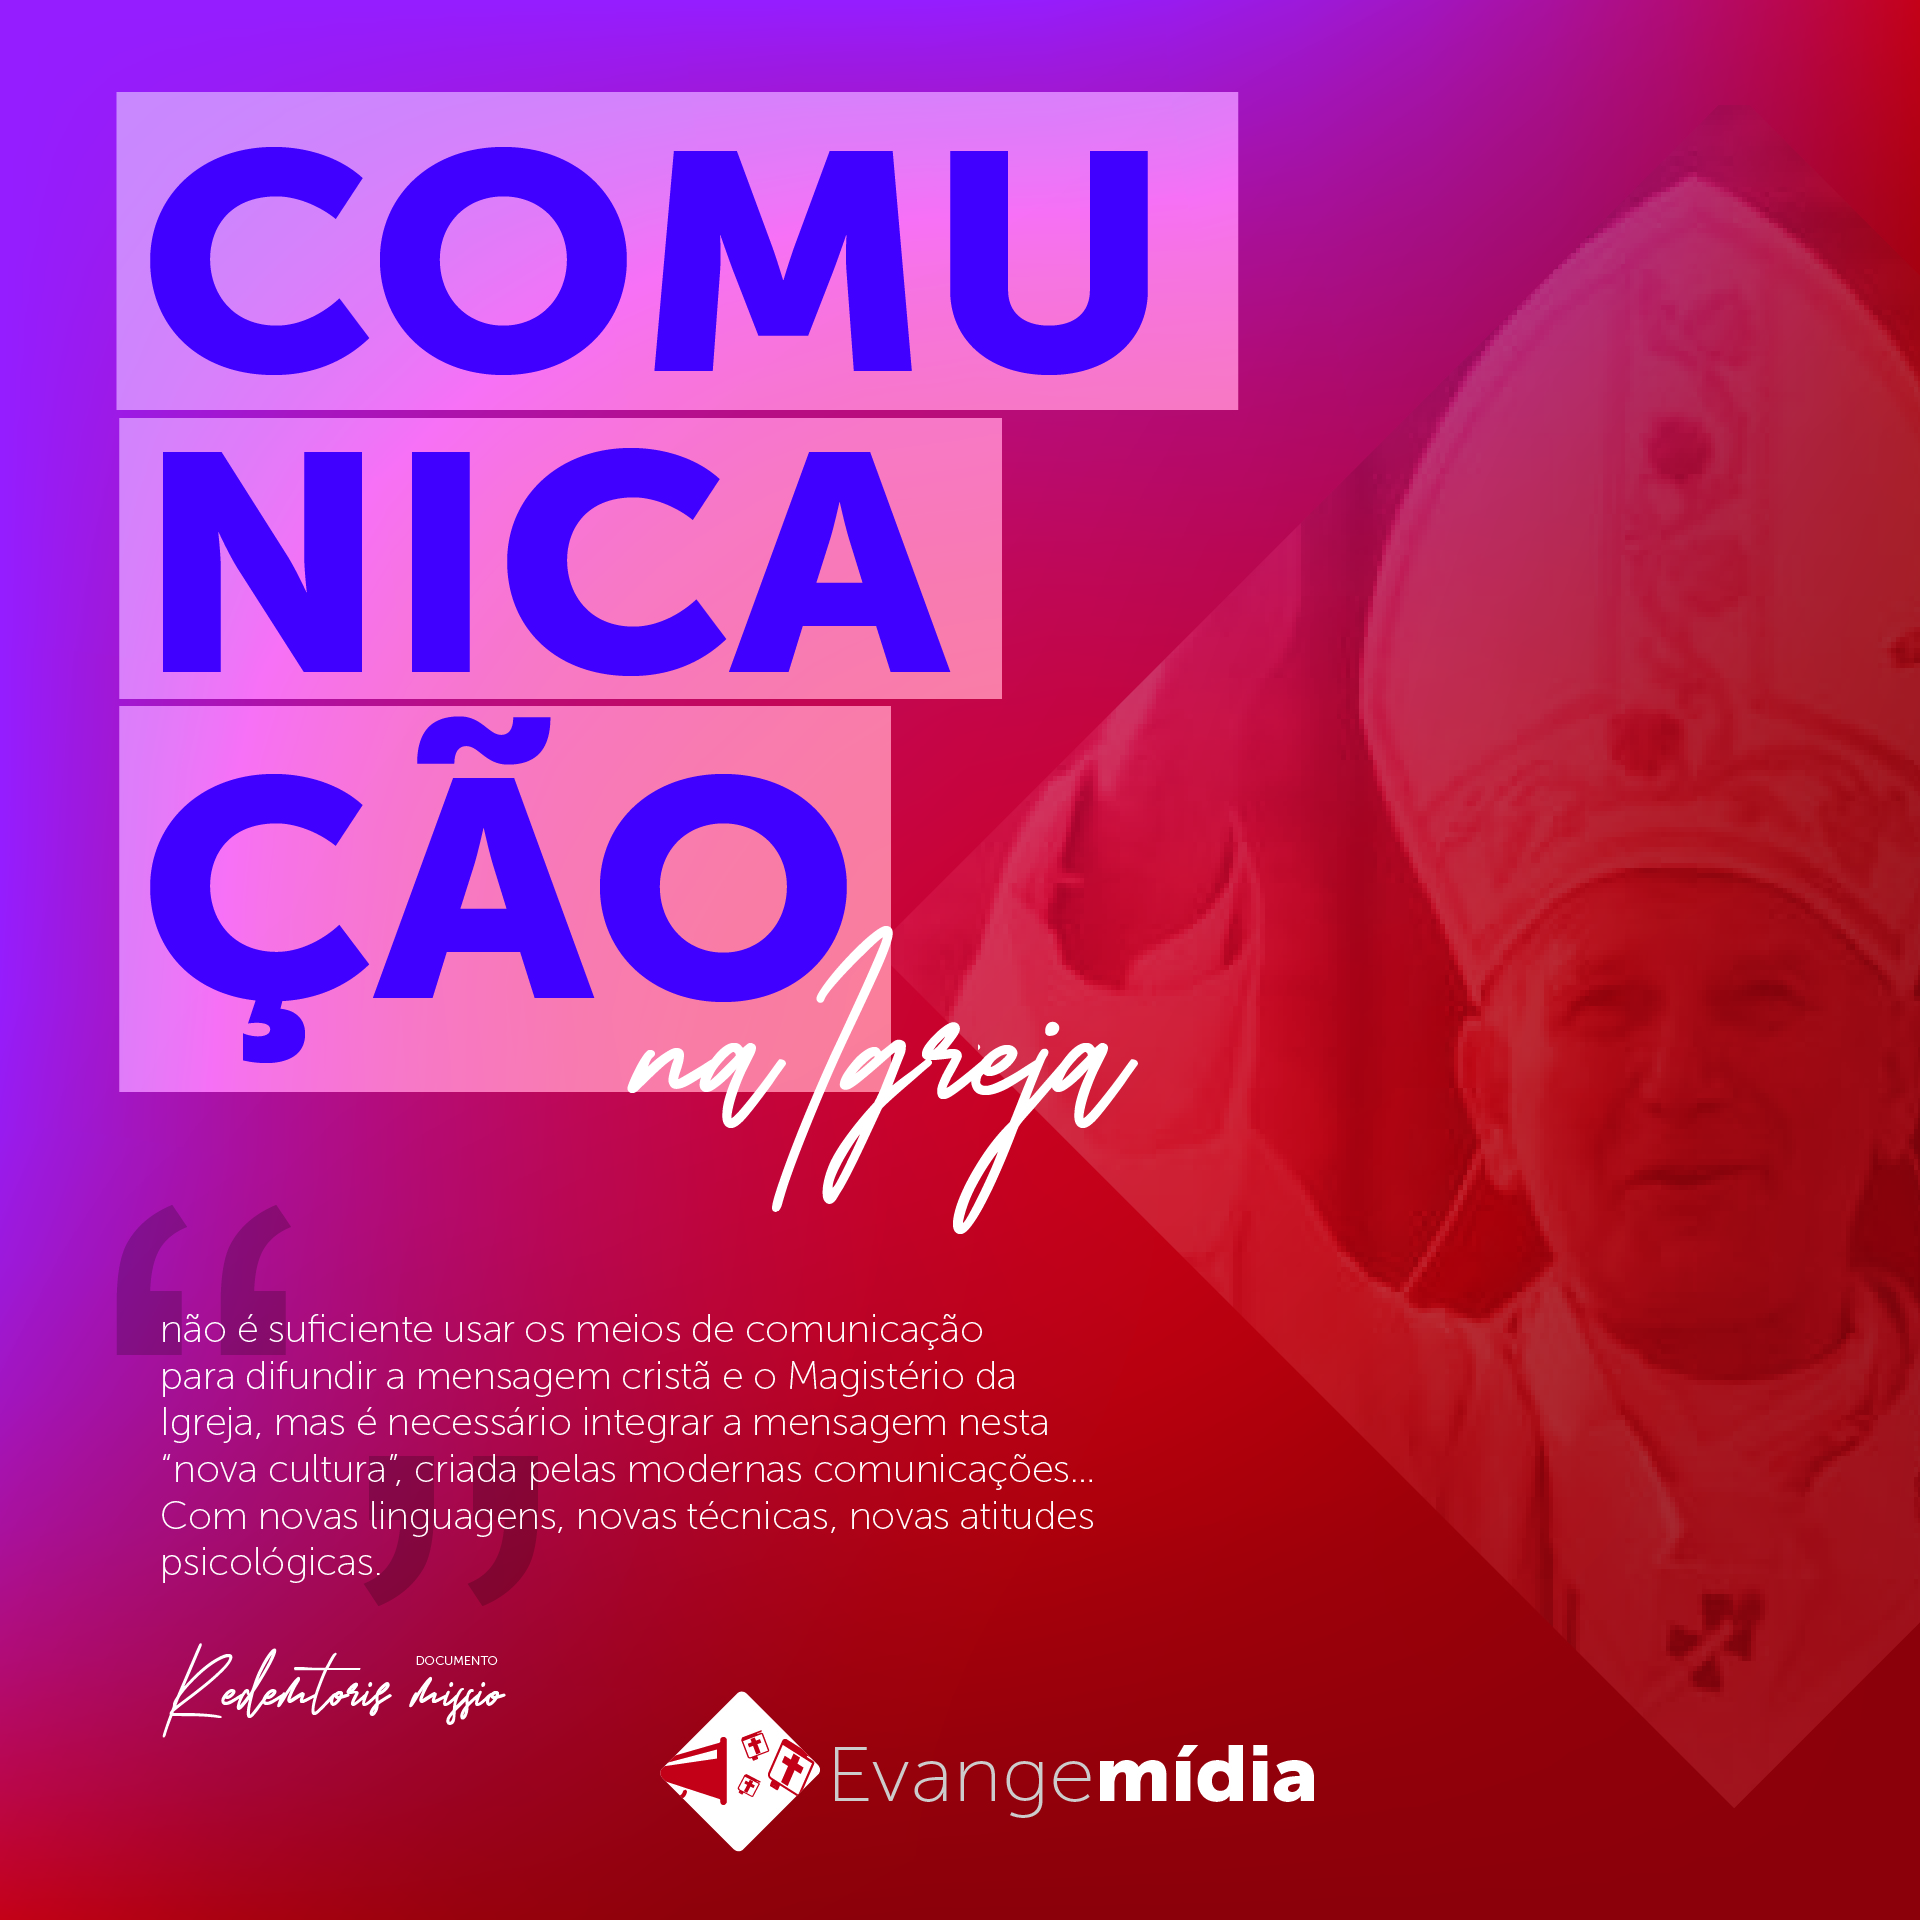 COMU
NICA
ÇÃO
na Igreja
“
não é suficiente usar os meios de comunicação
para difundir a mensagem cristã e o Magistério da
Igreja, mas é necessário integrar a mensagem nesta
“nova cultura”, criada pelas modernas comunicações...
Com novas linguagens, novas técnicas, novas atitudes
psicológicas.
”
DOCUMENTO
Redemtoris missio
Evangemídia